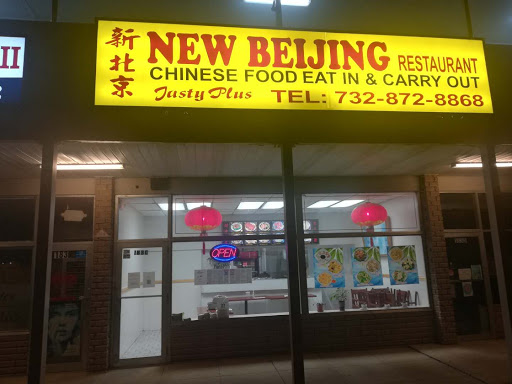 新北京
NEW BEIJING RESTAURANT
CHINESE FOOD EAT IN & CARRY OUT
Tasty Plus TEL: 732-872-8868
OPEN